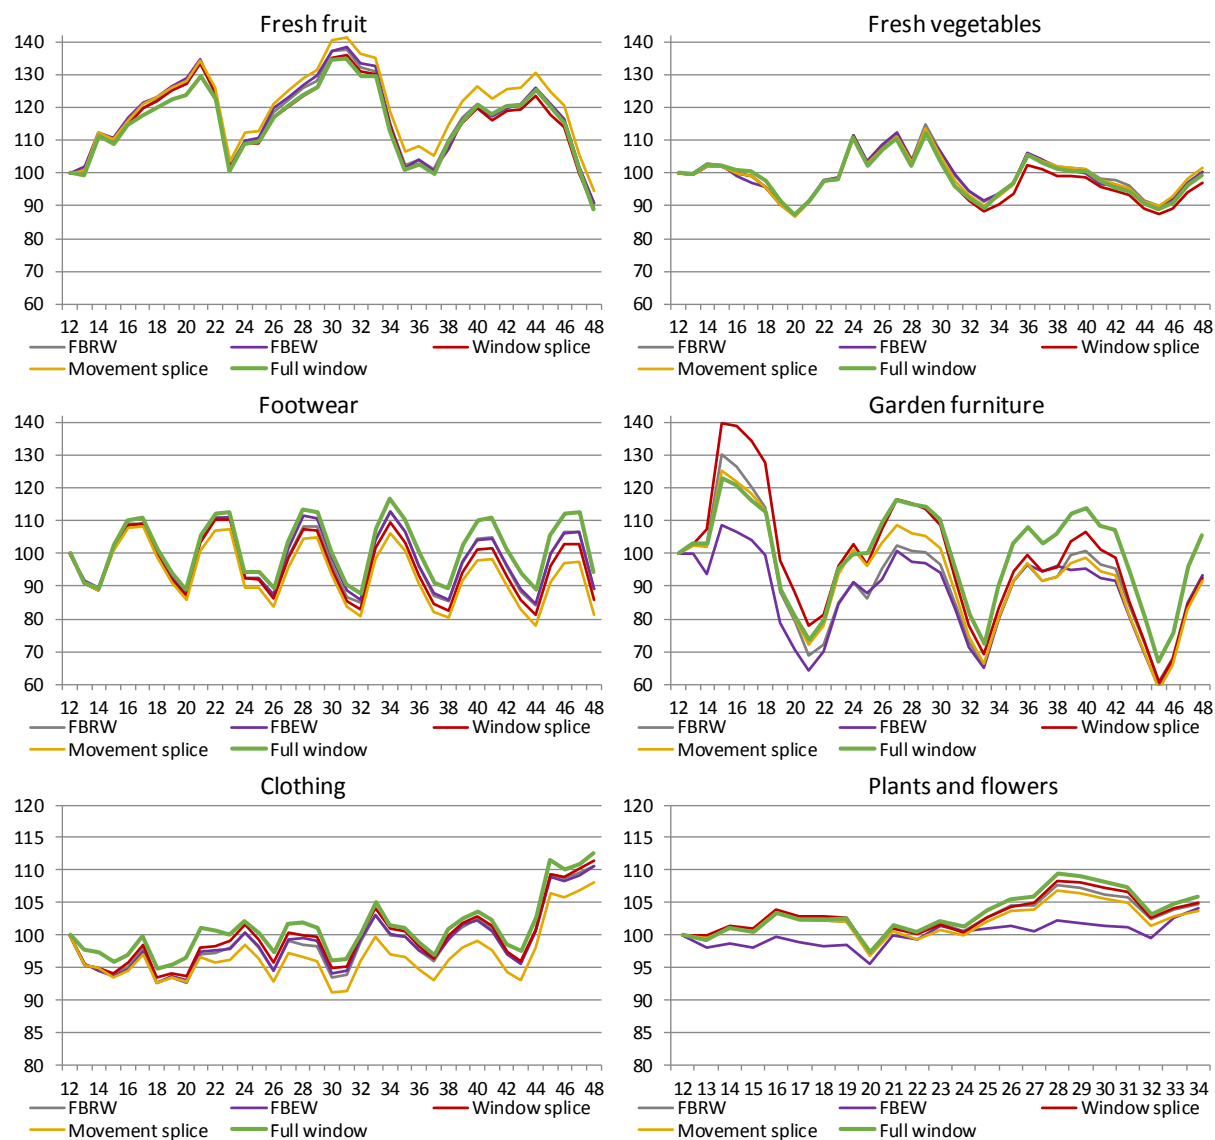 Fresh fruit
140
130
120
110
100
90
80
70
60
12 14 16 18 20 22 24 26 28 30 32 34 36 38 40 42 44 46 48
FBRW FBEW Window splice
Movement splice Full window
Fresh vegetables
140
130
120
110
100
90
80
70
60
12 14 16 18 20 22 24 26 28 30 32 34 36 38 40 42 44 46 48
FBRW FBEW Window splice
Movement splice Full window
Footwear
140
130
120
110
100
90
80
70
60
12 14 16 18 20 22 24 26 28 30 32 34 36 38 40 42 44 46 48
FBRW FBEW Window splice
Movement splice Full window
Garden furniture
140
130
120
110
100
90
80
70
60
12 14 16 18 20 22 24 26 28 30 32 34 36 38 40 42 44 46 48
FBRW FBEW Window splice
Movement splice Full window
Clothing
120
115
110
105
100
95
90
85
80
12 14 16 18 20 22 24 26 28 30 32 34 36 38 40 42 44 46 48
FBRW FBEW Window splice
Movement splice Full window
Plants and flowers
120
115
110
105
100
95
90
85
80
12 13 14 15 16 17 18 19 20 21 22 23 24 25 26 27 28 29 30 31 32 33 34
FBRW FBEW Window splice
Movement splice Full window